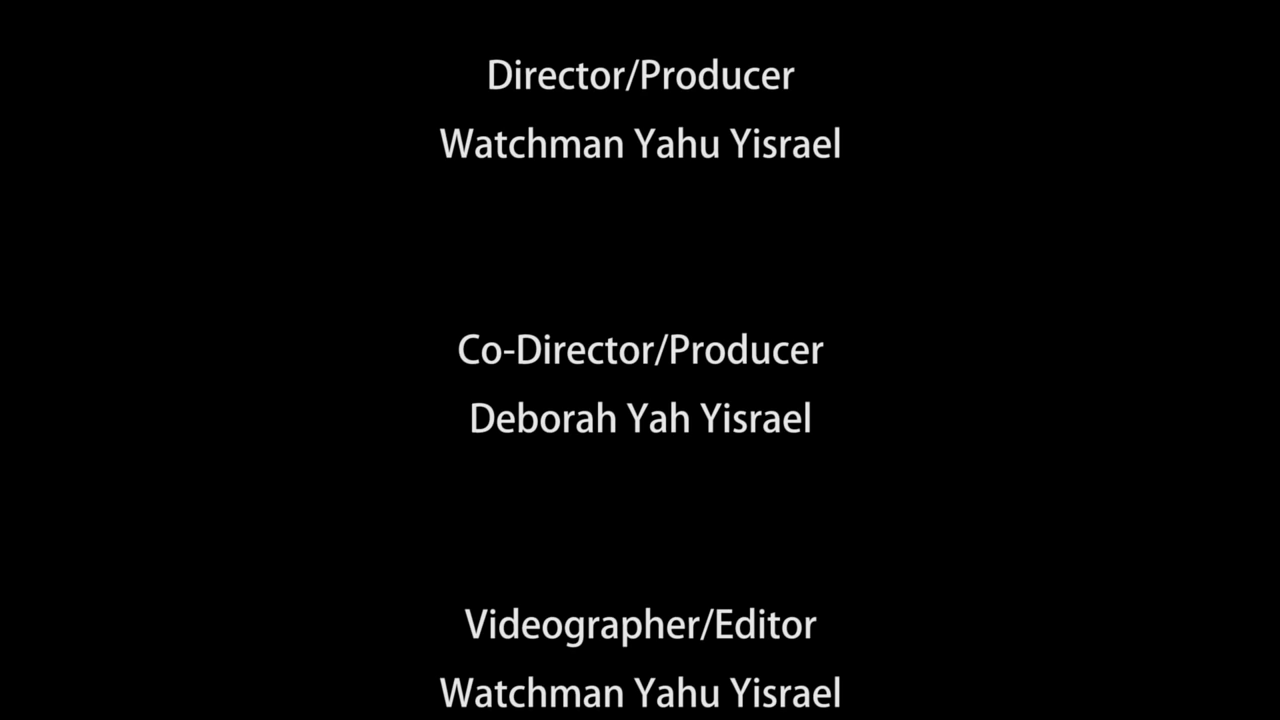 Director/Producer
Watchman Yahu Yisrael
Co-Director/Producer
Deborah Yah Yisrael
Videographer/Editor
Watchman Yahu Yisrael